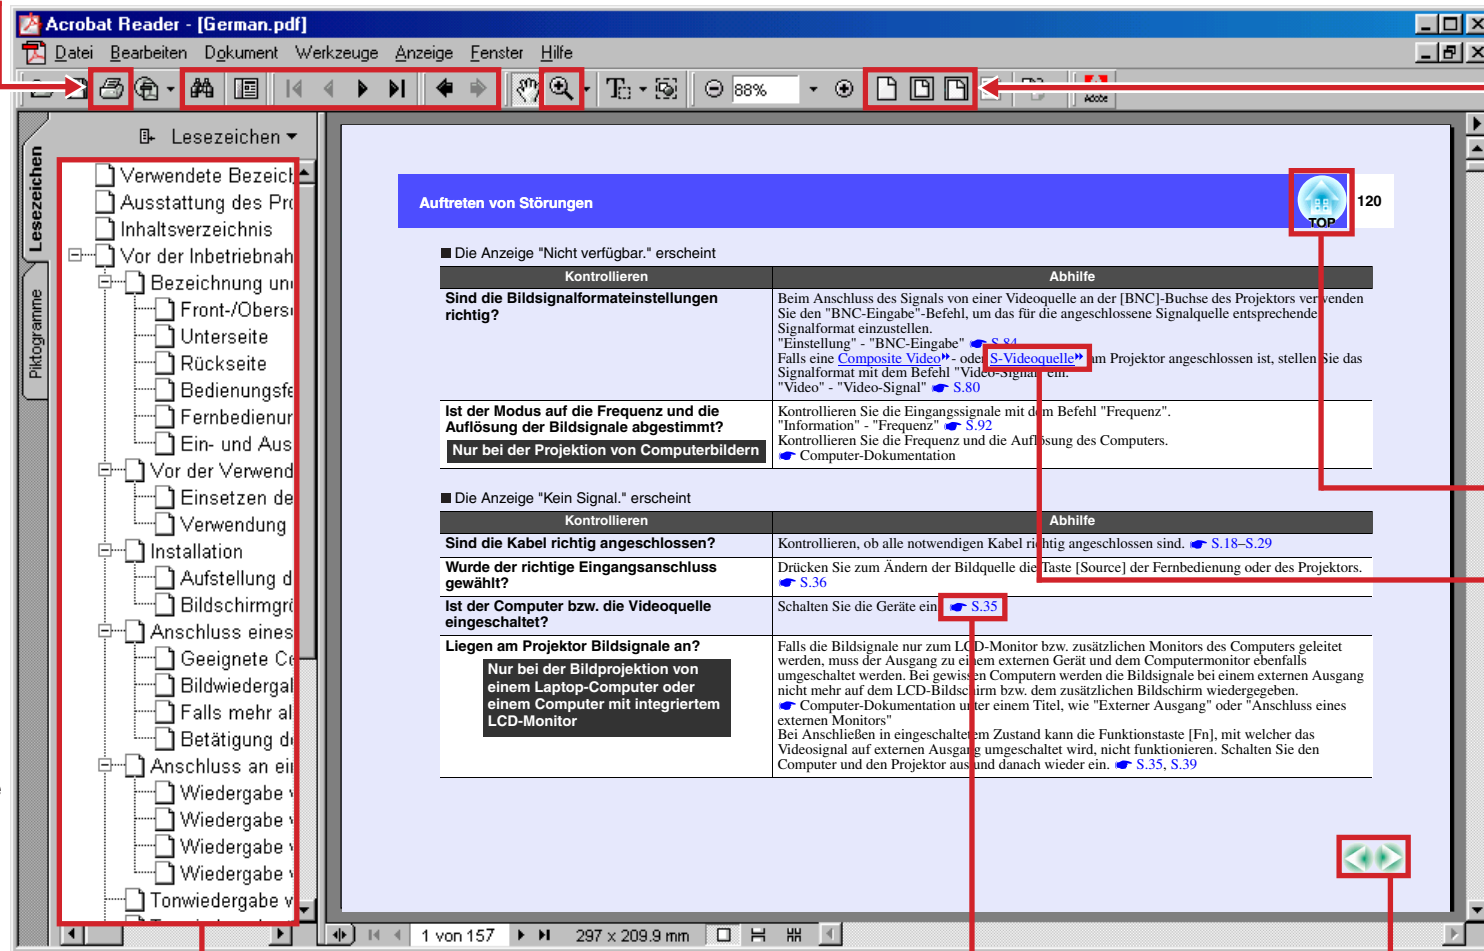 Acrobat Reader - [German.pdf]
Datei Bearbeiten Dokument Werkzeuge Anzeige Fenster Hilfe
88%
Adobe
Lesezeichen
Piktogramme
Lesezeichen
Verwendete Bezeich
Ausstattung des Pro
Inhaltsverzeichnis
Vor der Inbetriebnah
Bezeichnung und
Front-/Oberse
Unterseite
Rückseite
Bedienungsfe
Fernbedienun
Ein- und Aus
Vor der Verwend
Einsetzen de
Verwendung
Installation
Aufstellung d
Bildschirmgrö
Anschluss eines
Geeignete Co
Bildwiedergal
Falls mehr al
Betätigung de
Anschluss an ein
Wiedergabe v
Wiedergabe v
Wiedergabe v
Wiedergabe v
Tonwiedergabe v
Auftreten von Störungen
TOP
120
Die Anzeige "Nicht verfügbar." erscheint
Kontrollieren Abhilfe
Sind die Bildsignalformateinstellungen
richtig?
Beim Anschluss des Signals von einer Videoquelle an der [BNC]-Buchse des Projektors verwenden
Sie den "BNC-Eingabe"-Befehl, um das für die angeschlossene Signalquelle entsprechende
Signalformat einzustellen.
"Einstellung" - "BNC-Eingabe" S.84
Falls eine Composite Video - oder S-Videoquelle am Projektor angeschlossen ist, stellen Sie das
Signalformat mit dem Befehl "Video-Signal" ein.
"Video" - "Video-Signal" S.80
Ist der Modus auf die Frequenz und die
Auflösung der Bildsignale abgestimmt?
Nur bei der Projektion von Computerbildern
Kontrollieren Sie die Eingangssignale mit dem Befehl "Frequenz".
"Information" - "Frequenz" S.92
Kontrollieren Sie die Frequenz und die Auflösung des Computers.
Computer-Dokumentation
Die Anzeige "Kein Signal." erscheint
Kontrollieren Abhilfe
Sind die Kabel richtig angeschlossen?
Kontrollieren, ob alle notwendigen Kabel richtig angeschlossen sind. S.18–S.29
Wurde der richtige Eingangsanschluss
gewählt?
Drücken Sie zum Ändern der Bildquelle die Taste [Source] der Fernbedienung oder des Projektors.
S.36
Ist der Computer bzw. die Videoquelle
eingeschaltet?
Schalten Sie die Geräte ein. S.35
Liegen am Projektor Bildsignale an?
Nur bei der Bildprojektion von
einem Laptop-Computer oder
einem Computer mit integriertem
LCD-Monitor
Falls die Bildsignale nur zum LCD-Monitor bzw. zusätzlichen Monitors des Computers geleitet
werden, muss der Ausgang zu einem externen Gerät und dem Computermonitor ebenfalls
umgeschaltet werden. Bei gewissen Computern werden die Bildsignale bei einem externen Ausgang
nicht mehr auf dem LCD-Bildschirm bzw. dem zusätzlichen Bildschirm wiedergegeben.
Computer-Dokumentation unter einem Titel, wie "Externer Ausgang" oder "Anschluss eines
externen Monitors"
Bei Anschließen in eingeschaltetem Zustand kann die Funktionstaste [Fn], mit welcher das
Videosignal auf externen Ausgang umgeschaltet wird, nicht funktionieren. Schalten Sie den
Computer und den Projektor aus und danach wieder ein. S.35, S.39
1 von 157
297 x 209.9 mm